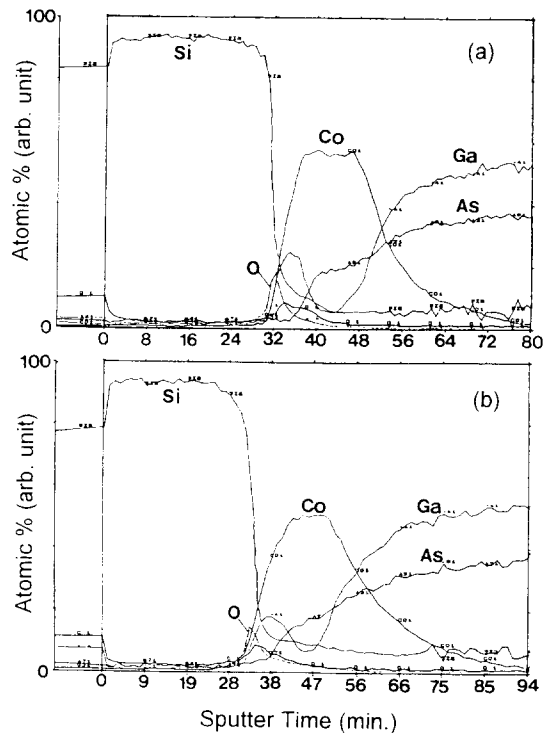 100
(a)
Si
Co
Ga
As
O
Atomic % (arb. unit)
0
0 8 16 24 32 40 48 56 64 72 80
100
(b)
Si
Co
Ga
As
O
Atomic % (arb. unit)
0
0 9 19 28 38 47 57 66 75 85 94
Sputter Time (min.)